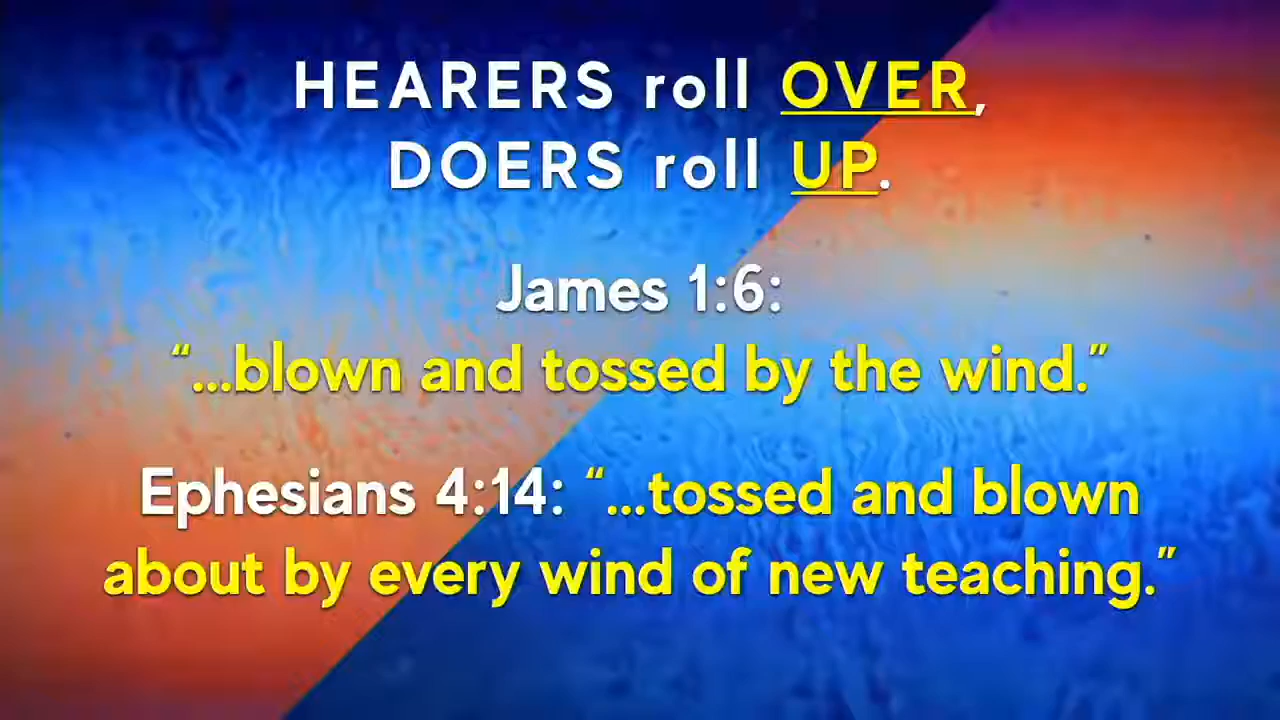 HEARERS roll OVER,
DOERS roll UP.
James 1:6:
“...blown and tossed by the wind.”
Ephesians 4:14: “...tossed and blown
about by every wind of new teaching.”